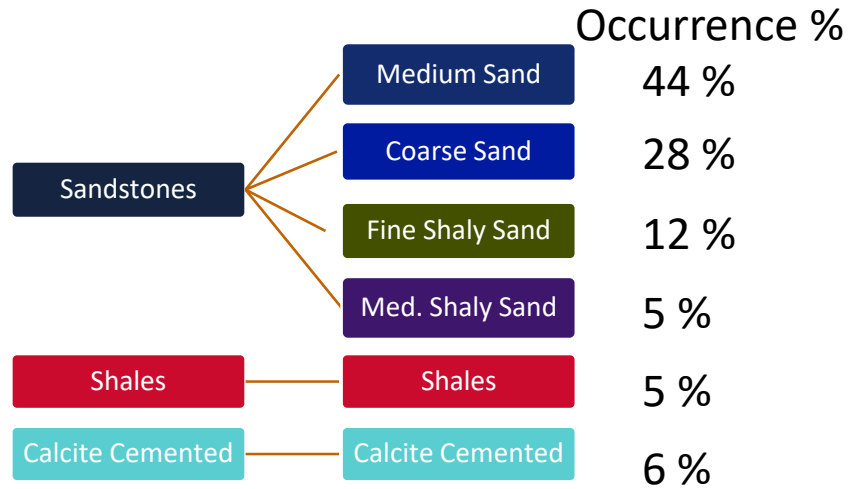 Occurrence %
Medium Sand
44 %
Coarse Sand
28 %
Sandstones
Fine Shaly Sand
12 %
Med. Shaly Sand
5 %
Shales
Shales
5 %
Calcite Cemented
Calcite Cemented
6 %